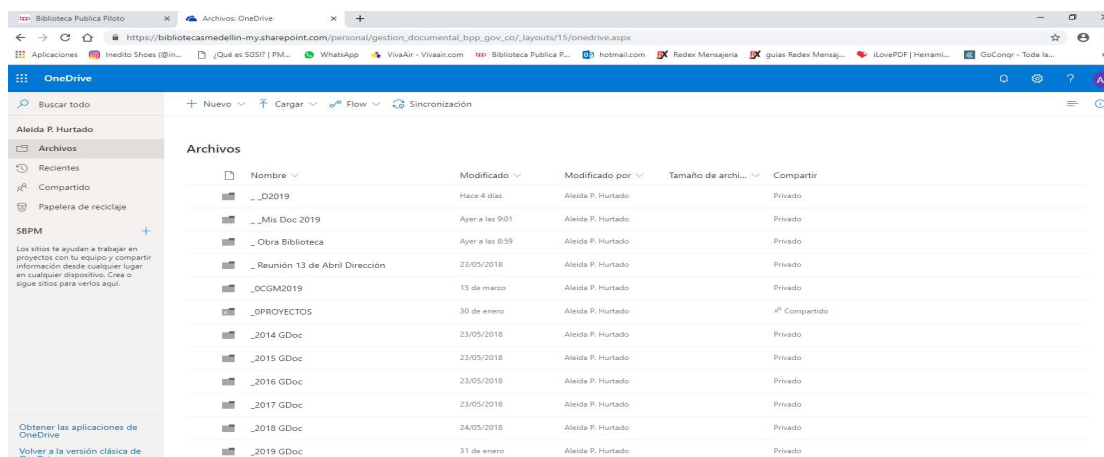 Biblioteca Publica Piloto × Archivos: OneDrive × +
https://bibliotecasmedellin-my.sharepoint.com/personal/gestion_documental_bpp_gov_co/_layouts/15/onedrive.aspx
Aplicaciones Inedito Shoes (@in... ¿Qué es SGSI? | PM... WhatsApp VivaAir - Vivaair.com Biblioteca Publica P... hotmail.com Redex Mensajeria guias Redex Mensaj... iLovePDF | Herrami... GoConqr - Toda la...
OneDrive ? A
Buscar todo
+ Nuevo Cargar Flow Sincronización
Aleida P. Hurtado
Archivos
Recientes
Compartido
Papelera de reciclaje
SBPM +
Los sitios te ayudan a trabajar en
proyectos con tu equipo y compartir
información desde cualquier lugar
en cualquier dispositivo. Crea o
sigue sitios para verlos aquí.
Obtener las aplicaciones de
OneDrive
Volver a la versión clásica de
Archivos
Nombre Modificado Modificado por Tamaño de archi... Compartir
_ _D2019 Hace 4 días Aleida P. Hurtado Privado
_ _Mis Doc 2019 Ayer a las 9:01 Aleida P. Hurtado Privado
_ Obra Biblioteca Ayer a las 8:59 Aleida P. Hurtado Privado
_ Reunión 13 de Abril Dirección 23/05/2018 Aleida P. Hurtado Privado
_0CGM2019 15 de marzo Aleida P. Hurtado Privado
_0PROYECTOS 30 de enero Aleida P. Hurtado Compartido
_2014 GDoc 23/05/2018 Aleida P. Hurtado Privado
_2015 GDoc 23/05/2018 Aleida P. Hurtado Privado
_2016 GDoc 23/05/2018 Aleida P. Hurtado Privado
_2017 GDoc 23/05/2018 Aleida P. Hurtado Privado
_2018 GDoc 24/05/2018 Aleida P. Hurtado Privado
_2019 GDoc 31 de enero Aleida P. Hurtado Privado